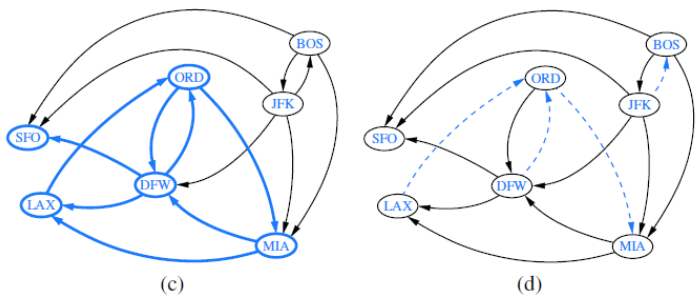 BOS
ORD
JFK
SFO
DFW
LAX
MIA
(c)
BOS
ORD
JFK
SFO
DFW
LAX
MIA
(d)